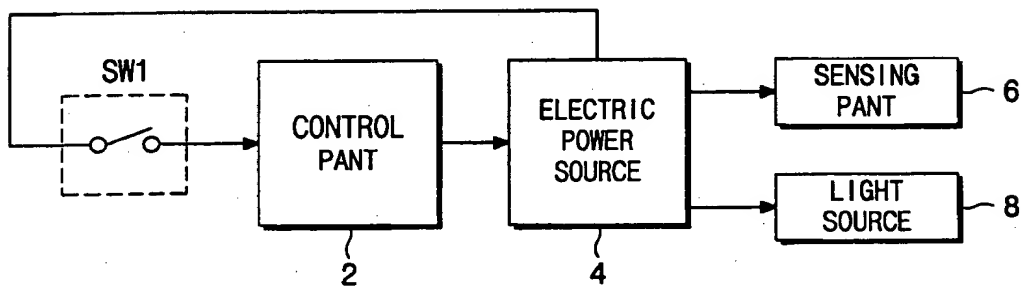 SW1
CONTROL
PANT
2
ELECTRIC
POWER
SOURCE
4
SENSING
PANT
6
LIGHT
SOURCE
8